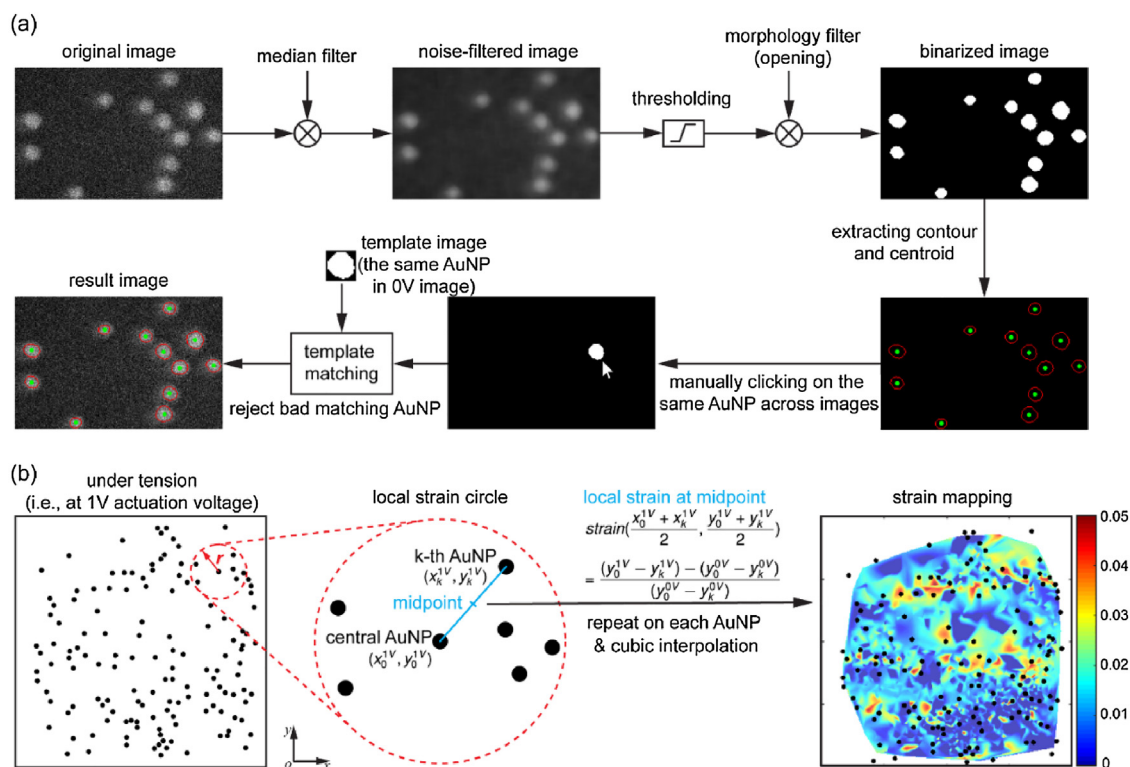 (a)
original image
median filter
noise-filtered image
thresholding
morphology filter
(opening)
binarized image
extracting contour
and centroid
manually clicking on the
same AuNP across images
template image
(the same AuNP
in 0V image)
template
matching
reject bad matching AuNP
result image
(b)
under tension
(i.e., at 1V actuation voltage)
r
local strain circle
k-th AuNP
(x_k^{1V}, y_k^{1V})
midpoint
central AuNP
(x_0^{1V}, y_0^{1V})
y
o
x
local strain at midpoint
strain(\frac{x_0^{1V} + x_k^{1V}}{2}, \frac{y_0^{1V} + y_k^{1V}}{2})
= \frac{(y_0^{1V} - y_k^{1V}) - (y_0^{0V} - y_k^{0V})}{(y_0^{0V} - y_k^{0V})}
repeat on each AuNP
& cubic interpolation
strain mapping
0.05
0.04
0.03
0.02
0.01
0